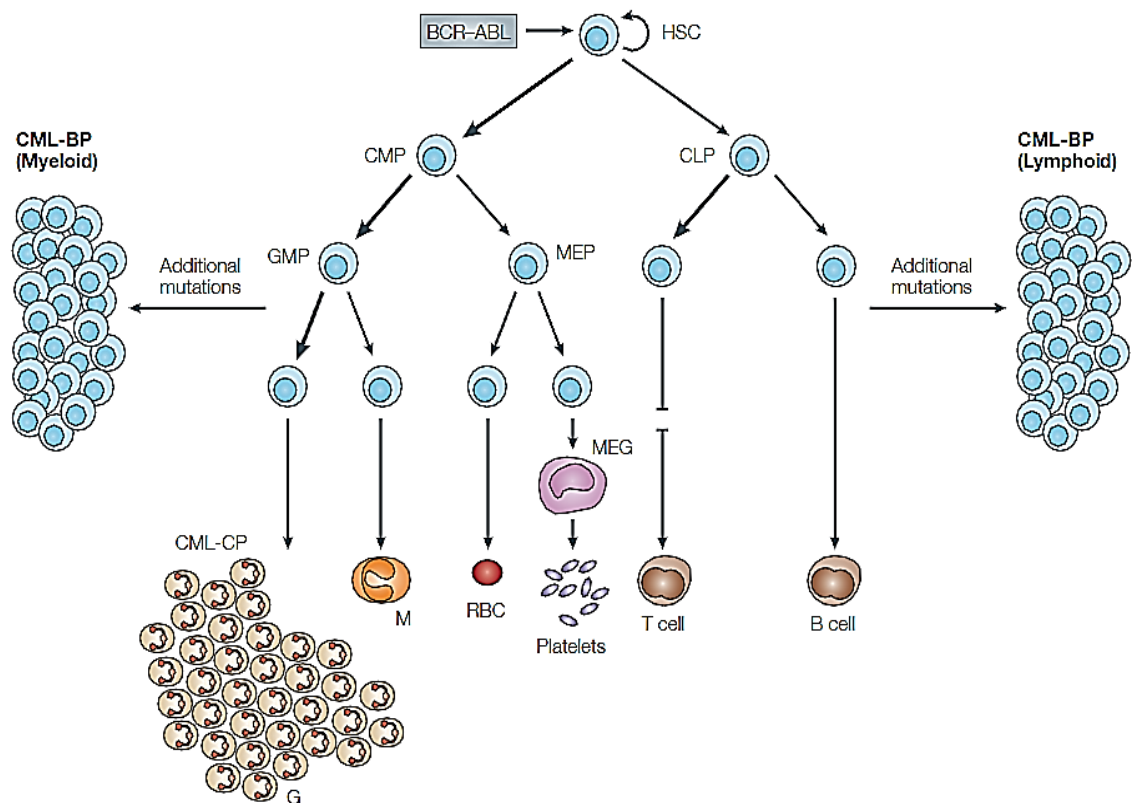 BCR–ABL
HSC
CML-BP
(Myeloid)
CML-BP
(Lymphoid)
CMP
CLP
GMP
MEP
Additional
mutations
Additional
mutations
MEG
CML-CP
M
RBC
Platelets
T cell
B cell
G